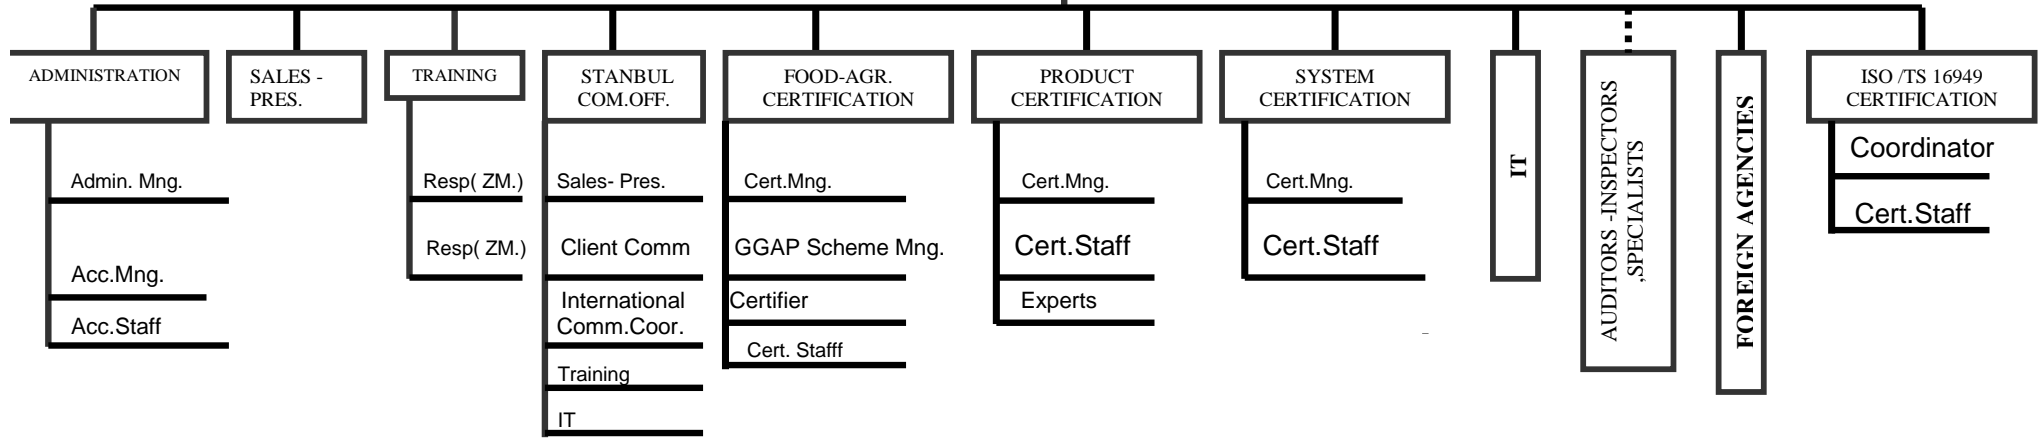 ADMINISTRATION
SALES -
PRES.
TRAINING
STANBUL
COM.OFF.
FOOD-AGR.
CERTIFICATION
PRODUCT
CERTIFICATION
SYSTEM
CERTIFICATION
IT
AUDITORS -INSPECTORS
,SPECIALISTS
FOREIGN AGENCIES
ISO /TS 16949
CERTIFICATION
Admin. Mng.
Acc.Mng.
Acc.Staff
Resp( ZM.)
Resp( ZM.)
Sales- Pres.
Client Comm
International
Comm.Coor.
Training
IT
Cert.Mng.
GGAP Scheme Mng.
Certifier
Cert. Stafff
Cert.Mng.
Cert.Staff
Experts
Cert.Mng.
Cert.Staff
Coordinator
Cert.Staff